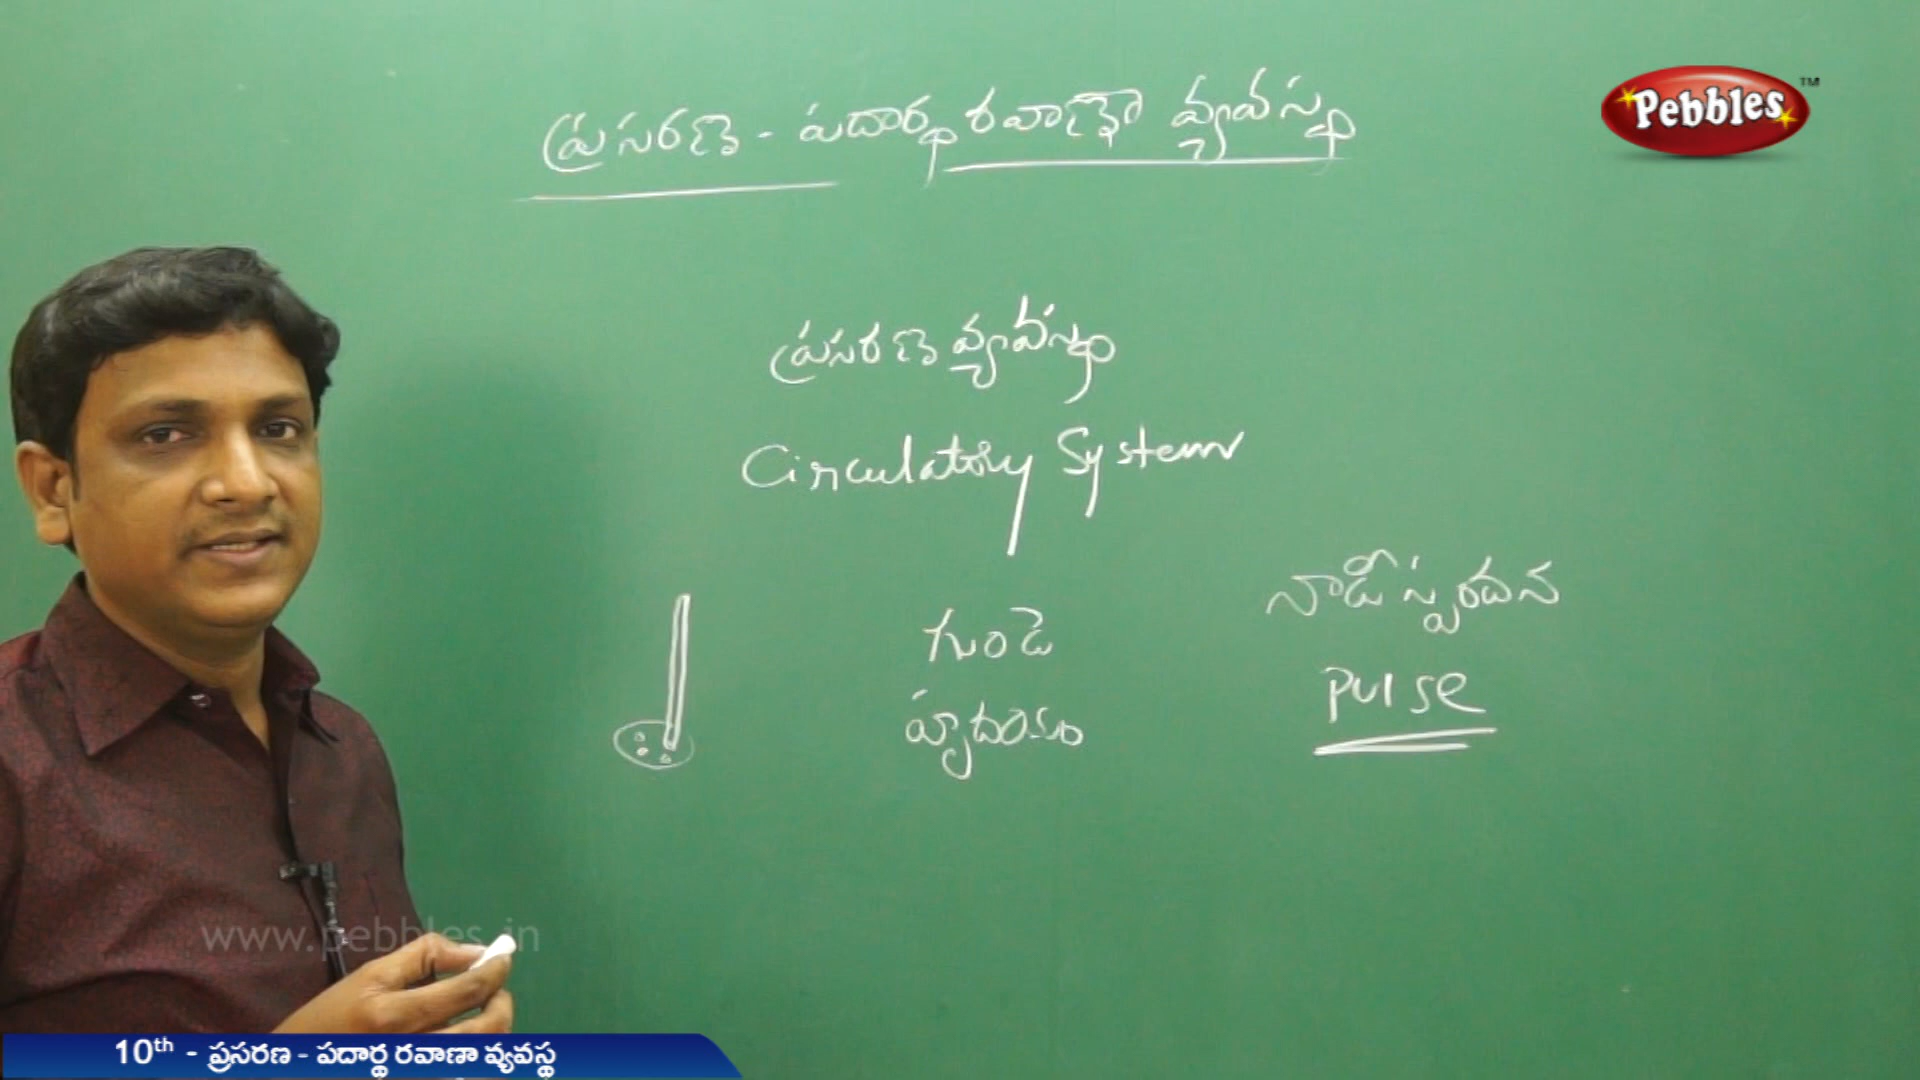 ప్రసరణ - పదార్థ రవాణా వ్యవస్థ
Pebbles™
ప్రసరణ వ్యవస్థ
Circulatory System
గుండె
హృదయం
నాడీ స్పందన
pulse
www.pebbles.in
10th - ప్రసరణ - పదార్థ రవాణా వ్యవస్థ